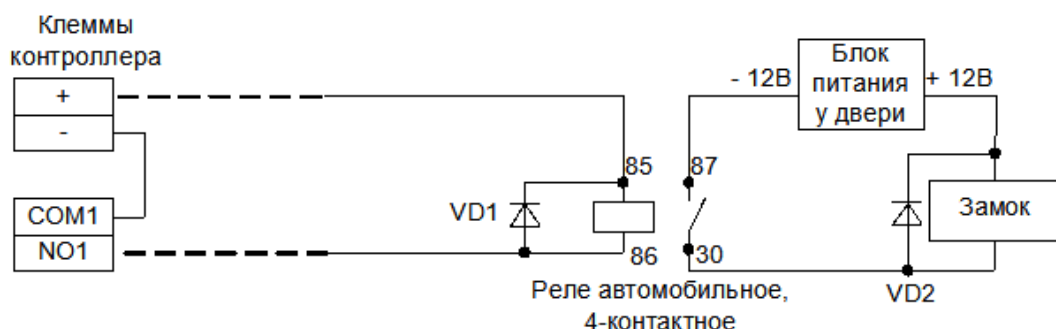 Клеммы
контроллера
+
-
COM1
NO1
VD1
85
86
87
30
Реле автомобильное,
4-контактное
- 12В
Блок
питания
у двери
+ 12В
Замок
VD2